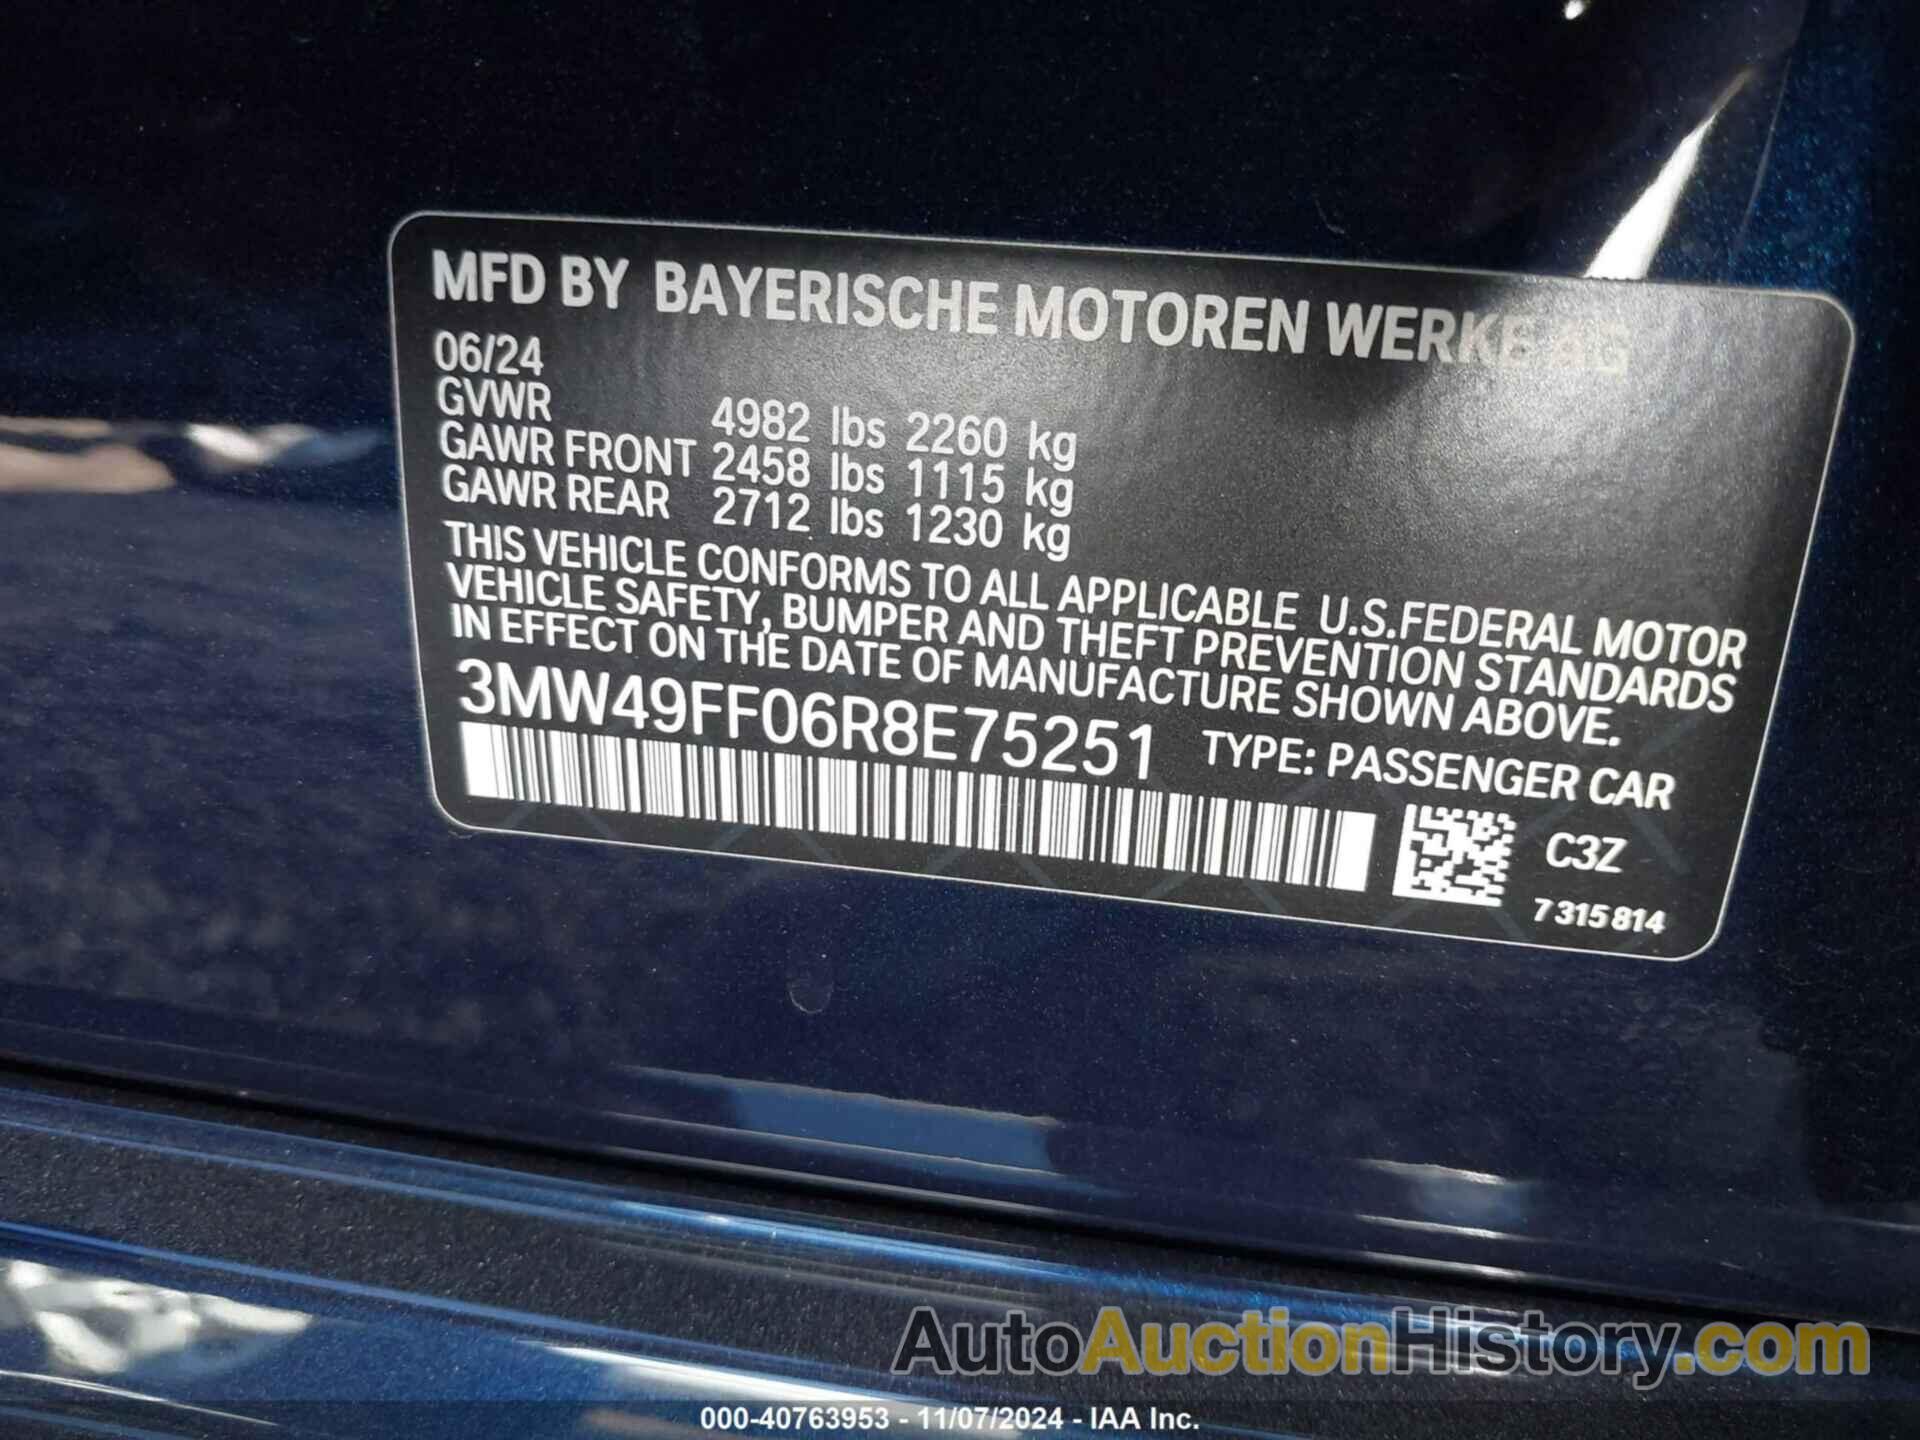 MFD BY BAYERISCHE MOTOREN WERKE AG
06/24
GVWR 4982 lbs 2260 kg
GAWR FRONT 2458 lbs 1115 kg
GAWR REAR 2712 lbs 1230 kg
THIS VEHICLE CONFORMS TO ALL APPLICABLE U.S.FEDERAL MOTOR
VEHICLE SAFETY, BUMPER AND THEFT PREVENTION STANDARDS
IN EFFECT ON THE DATE OF MANUFACTURE SHOWN ABOVE.
3MW49FF06R8E75251 TYPE: PASSENGER CAR
C3Z
7 315 814
AutoAuctionHistory.com
000-40763953 - 11/07/2024 - IAA Inc.